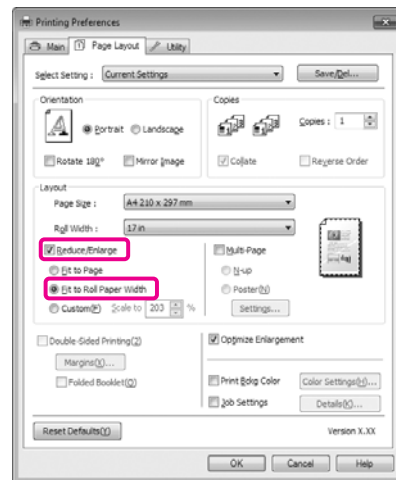 Printing Preferences
Main Page Layout Utility
Select Setting : Current Settings Save/Del...
Orientation Copies
Portrait Landscape Copies : 1
Rotate 180° Mirror Image Collate Reverse Order
Layout
Page Size : A4 210 x 297 mm
Roll Width : 17 in
Reduce/Enlarge Multi-Page
Fit to Page N-up
Fit to Roll Paper Width Poster(N)
Custom(F) Scale to 203 % Settings...
Double-Sided Printing(2) Optimize Enlargement
Margins(X)...
Folded Booklet(Q) Print Bckg Color Color Settings(H)...
Job Settings Details(K)...
Reset Defaults(Y) Version X.XX
OK Cancel Help